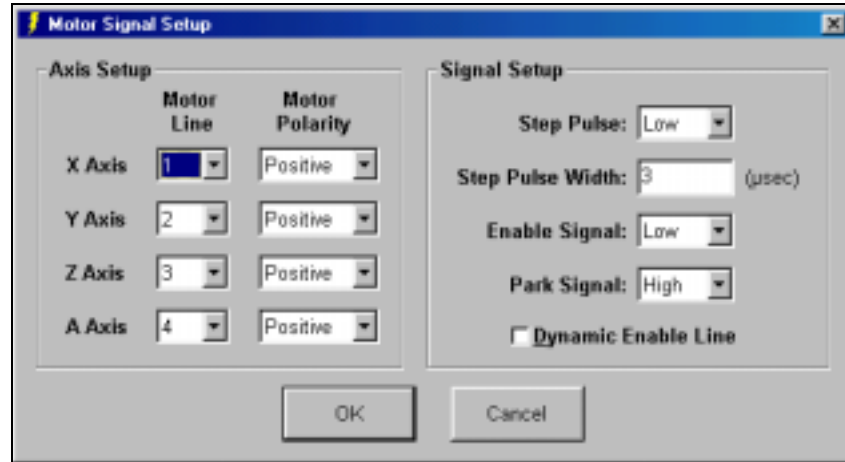 Motor Signal Setup
Axis Setup
Motor Line
Motor Polarity
X Axis 1 Positive
Y Axis 2 Positive
Z Axis 3 Positive
A Axis 4 Positive
Signal Setup
Step Pulse: Low
Step Pulse Width: 3 (µsec)
Enable Signal: Low
Park Signal: High
Dynamic Enable Line
OK
Cancel